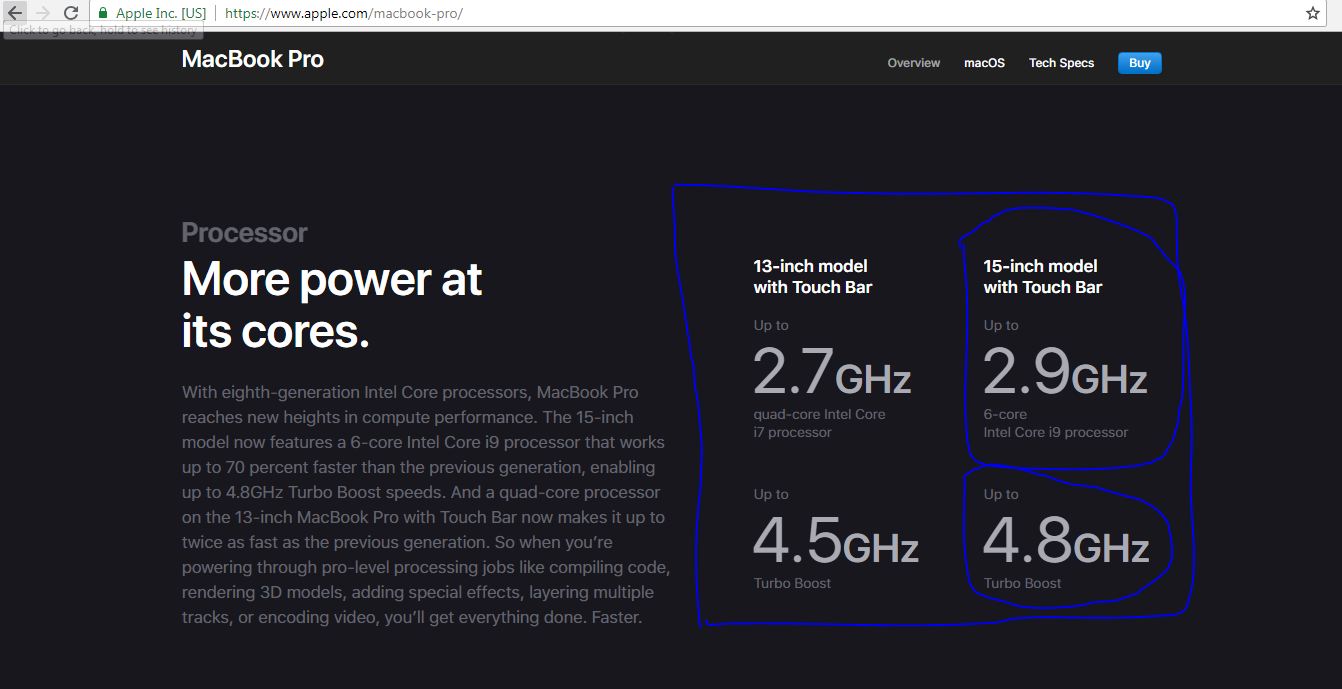 Apple Inc. [US]
https://www.apple.com/macbook-pro/
Click to go back, hold to see history
MacBook Pro
Overview
macOS
Tech Specs
Buy
Processor
More power at
its cores.
With eighth-generation Intel Core processors, MacBook Pro
reaches new heights in compute performance. The 15-inch
model now features a 6-core Intel Core i9 processor that works
up to 70 percent faster than the previous generation, enabling
up to 4.8GHz Turbo Boost speeds. And a quad-core processor
on the 13-inch MacBook Pro with Touch Bar now makes it up to
twice as fast as the previous generation. So when you’re
powering through pro-level processing jobs like compiling code,
rendering 3D models, adding special effects, layering multiple
tracks, or encoding video, you’ll get everything done. Faster.
13-inch model
with Touch Bar
Up to
2.7GHz
quad-core Intel Core
i7 processor
Up to
4.5GHz
Turbo Boost
15-inch model
with Touch Bar
Up to
2.9GHz
6-core
Intel Core i9 processor
Up to
4.8GHz
Turbo Boost